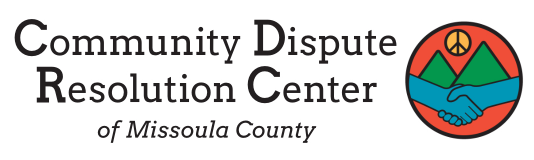 Community Dispute
Resolution Center
of Missoula County